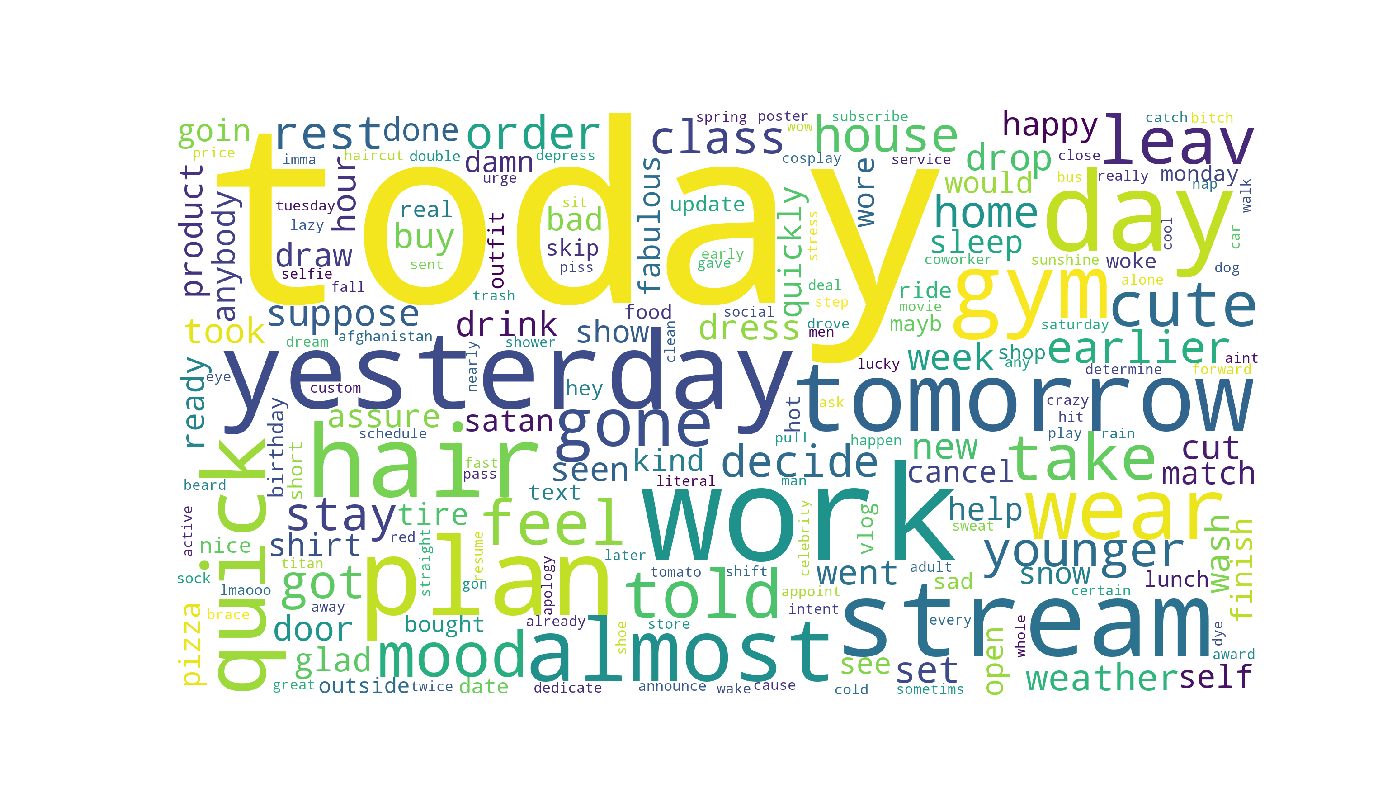 today
day
yesterday
tomorrow
work
stream
plan
hair
quick
almost
gym
wear
leav
cute
take
gone
feel
told
mood
rest
done
order
class
house
happy
drop
would
home
sleep
monday
goin
price
imma
haircut
double
damn
urge
depress
spring
poster
wow
subscribe
cosplay
service
close
catch
bitch
bus
really
nap
walk
product
anybody
tuesday
lazy
hour
draw
selfie
fall
real
buy
sent
outfit
sit
bad
skip
piss
fabulous
update
early
gave
quickly
stress
wore
coworker
sunshine
woke
cool
car
dog
took
suppose
dream
afghanistan
drink
trash
shower
show
food
social
clean
dress
deal
step
drove
men
ride
movie
mayb
alone
saturday
week
shop
any
earlier
aint
lucky
determine
forward
ready
eye
custom
nearly
hey
hot
ask
crazy
hit
play
rain
birthday
assure
schedule
satan
short
fast
pass
seen
kind
text
literal
decide
pull
man
happen
new
cancel
cut
match
beard
active
nice
stay
tire
shirt
red
straight
resume
later
celebrity
vlog
help
sweat
younger
wash
finish
sock
lmaooo
titan
got
gon
apology
tomato
shift
appoint
went
adult
sad
snow
certain
lunch
pizza
brace
away
door
bought
already
store
shoe
intent
every
whole
open
dye
award
glad
great
outside
twice
date
dedicate
announce
wake
cause
see
cold
set
sometims
weather
self